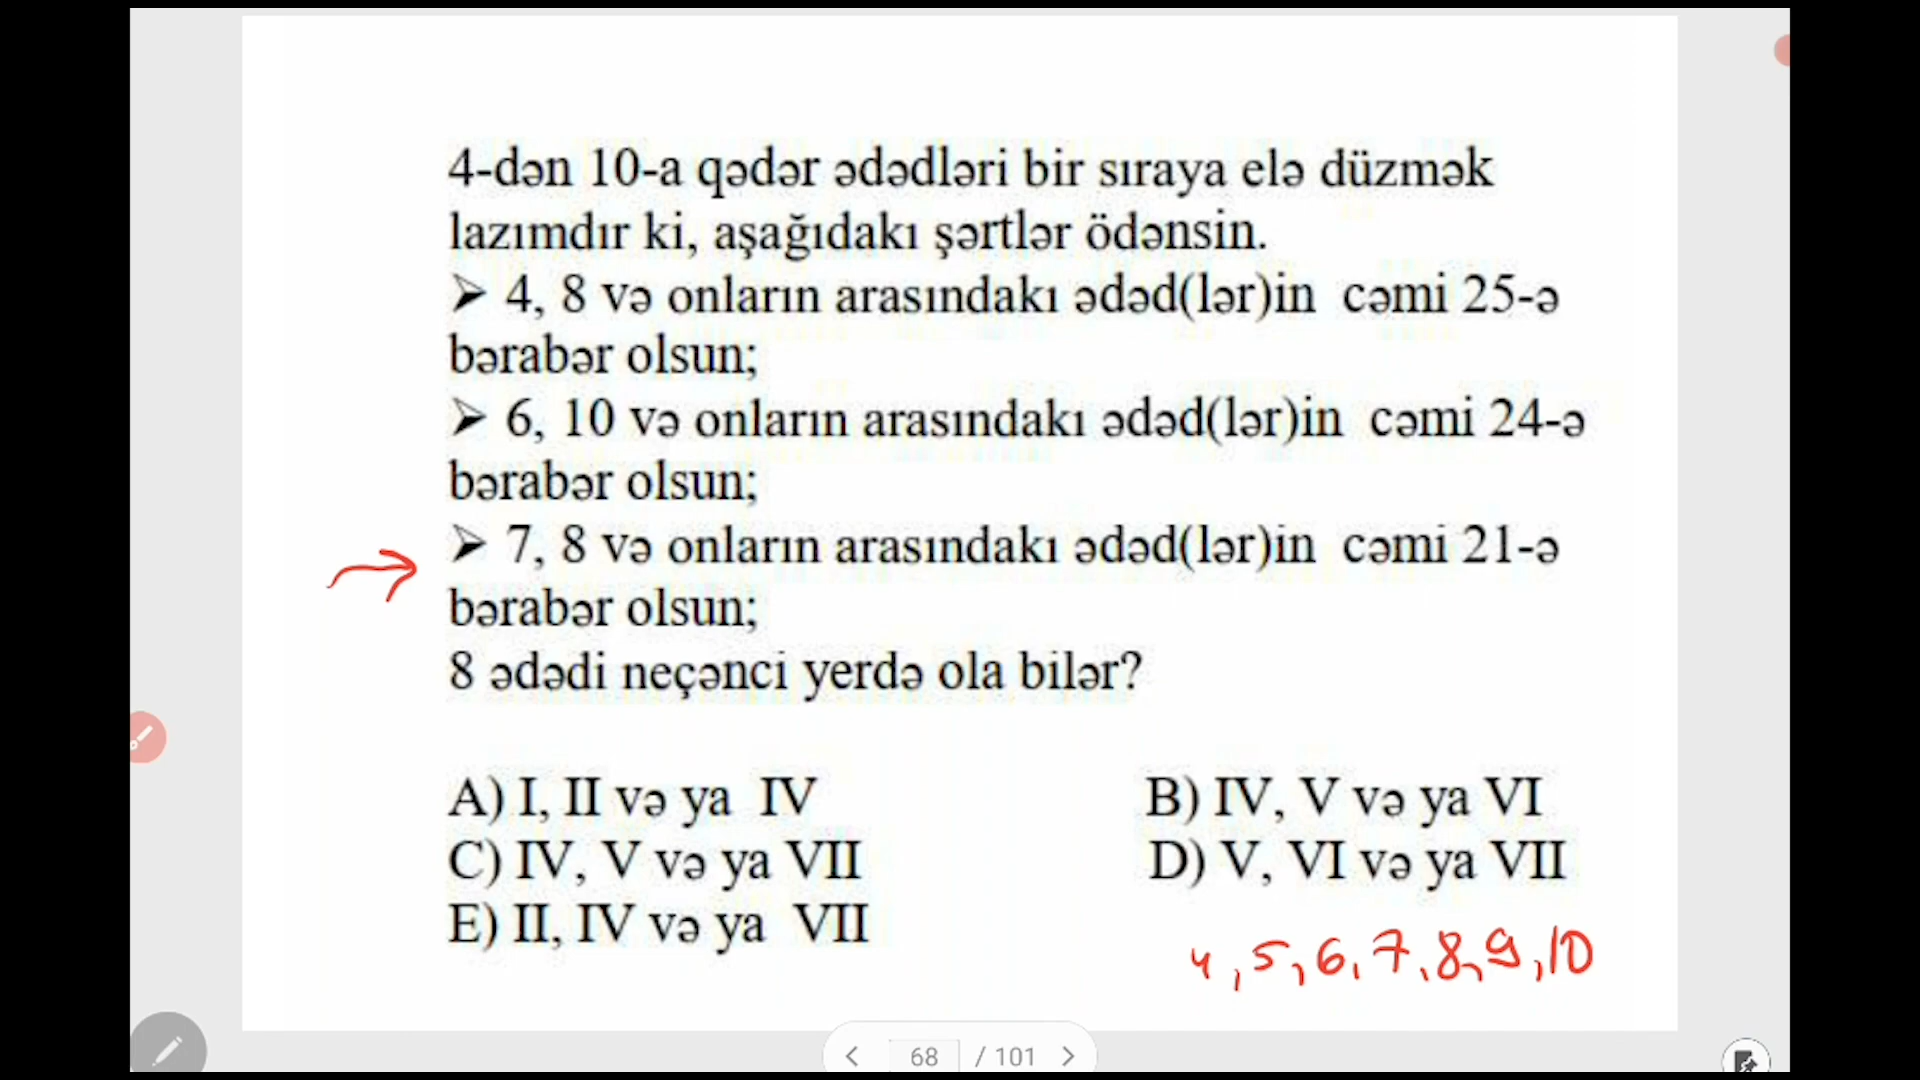 4-dən 10-a qədər ədədləri bir sıraya elə düzmək
lazımdır ki, aşağıdakı şərtlər ödənsin.
➢ 4, 8 və onların arasındakı ədəd(lər)in cəmi 25-ə
bərabər olsun;
➢ 6, 10 və onların arasındakı ədəd(lər)in cəmi 24-ə
bərabər olsun;
➢ 7, 8 və onların arasındakı ədəd(lər)in cəmi 21-ə
bərabər olsun;
8 ədədi neçənci yerdə ola bilər?
A) I, II və ya IV B) IV, V və ya VI
C) IV, V və ya VII D) V, VI və ya VII
E) II, IV və ya VII
4, 5, 6, 7, 8, 9, 10
68 / 101